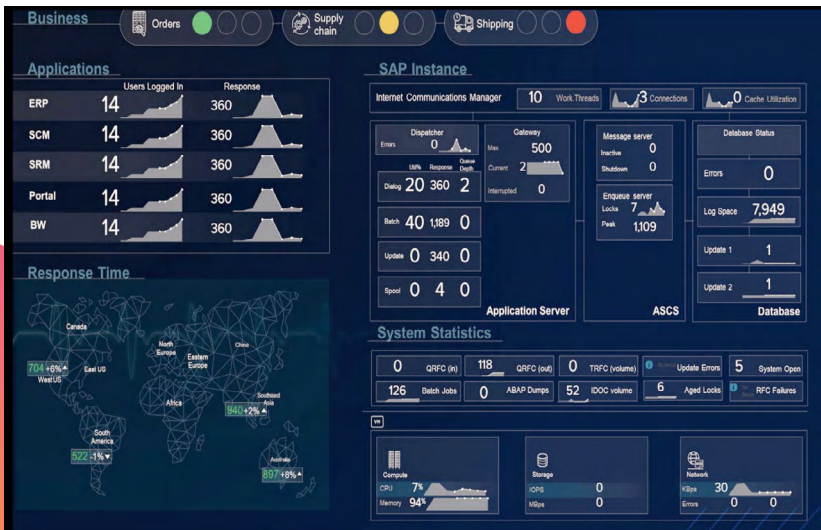 Business
Orders
Supply
chain
Shipping
Applications
Users Logged In Response
ERP 14 360
SCM 14 360
SRM 14 360
Portal 14 360
BW 14 360
Response Time
Canada
North
Europe
Eastern
Europe
China
704 +6%
West US
East US
Africa
Southeast
Asia
940 +2%
South
America
522 -1%
Australia
897 +8%
SAP Instance
Internet Communications Manager
10 Work Threads
3 Connections
0 Cache Utilization
Dispatcher
Errors 0
Util% Response Queue
Depth
Dialog 20 360 2
Batch 40 1,189 0
Update 0 340 0
Spool 0 4 0
Gateway
Max 500
Current 2
Interrupted 0
Application Server
Message server
Inactive 0
Shutdown 0
Enqueue server
Locks 7
Peak 1,109
ASCS
Database Status
Errors 0
Log Space 7,949
Update 1 1
Update 2 1
Database
System Statistics
0 QRFC (in)
118 QRFC (out)
0 TRFC (volume)
Update Errors
5 System Open
126 Batch Jobs
0 ABAP Dumps
52 IDOC volume
6 Aged Locks
RFC Failures
VM
Compute
CPU 7%
Memory 94%
Storage
IOPS 0
MBps 0
Network
KBps 30
Errors 0 0